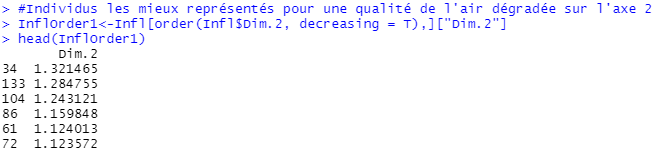 > #Individus les mieux représentés pour une qualité de l'air dégradée sur l'axe 2
> InflOrder1<-Infl[order(Infl$Dim.2, decreasing = T),]["Dim.2"]
> head(InflOrder1)
Dim.2
34 1.321465
133 1.284755
104 1.243121
86 1.159848
61 1.124013
72 1.123572